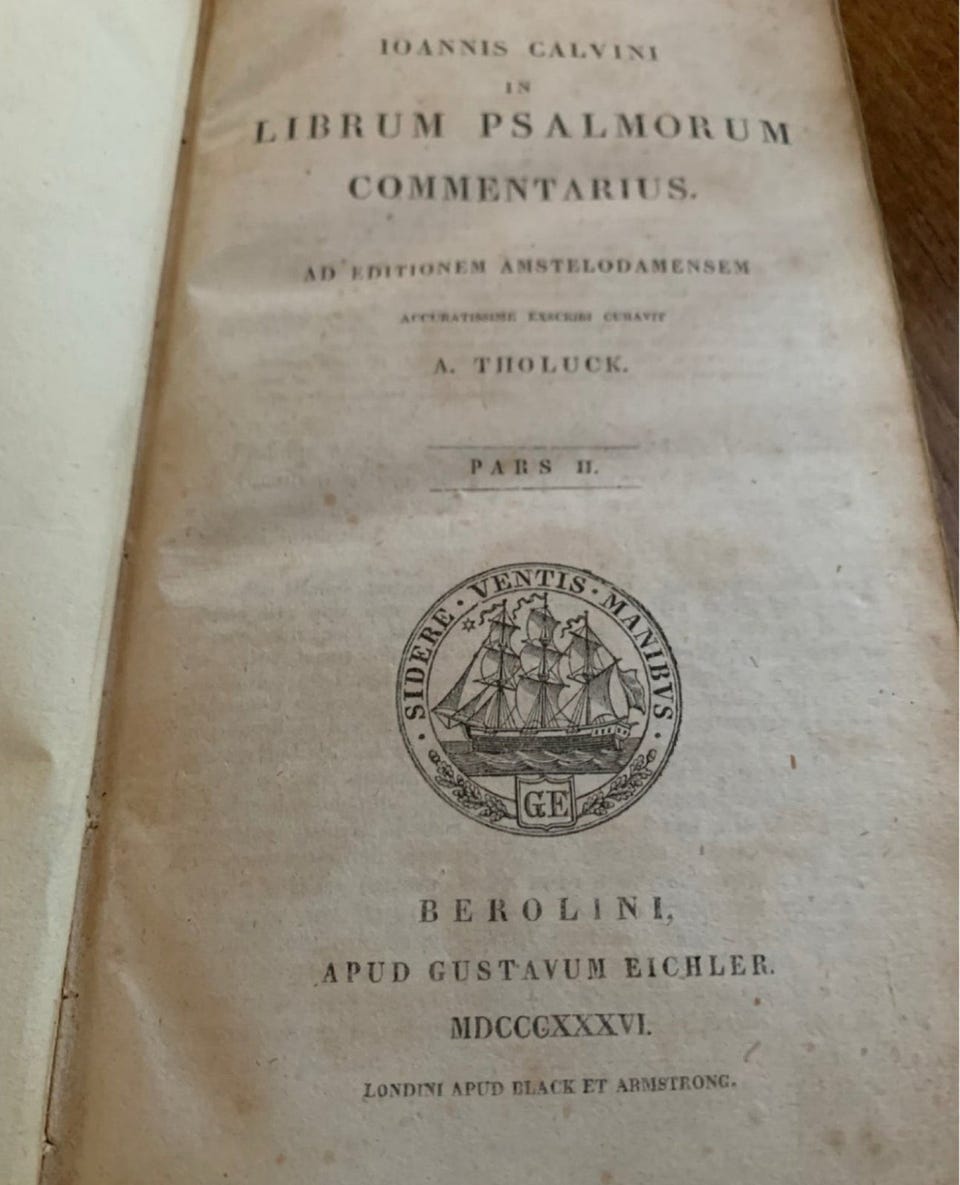 IOANNIS CALVINI
IN
LIBRUM PSALMORUM
COMMENTARIUS.
AD EDITIONEM AMSTELODAMENSEM
ACCURATISSIME EXSCRIBI CURAVIT
A. THOLUCK.
PARS II.
· SIDERE · VENTIS · MANIBVS ·
GE
BEROLINI,
APUD GUSTAVUM EICHLER.
MDCCCXXXVI.
LONDINI APUD BLACK ET ARMSTRONG.